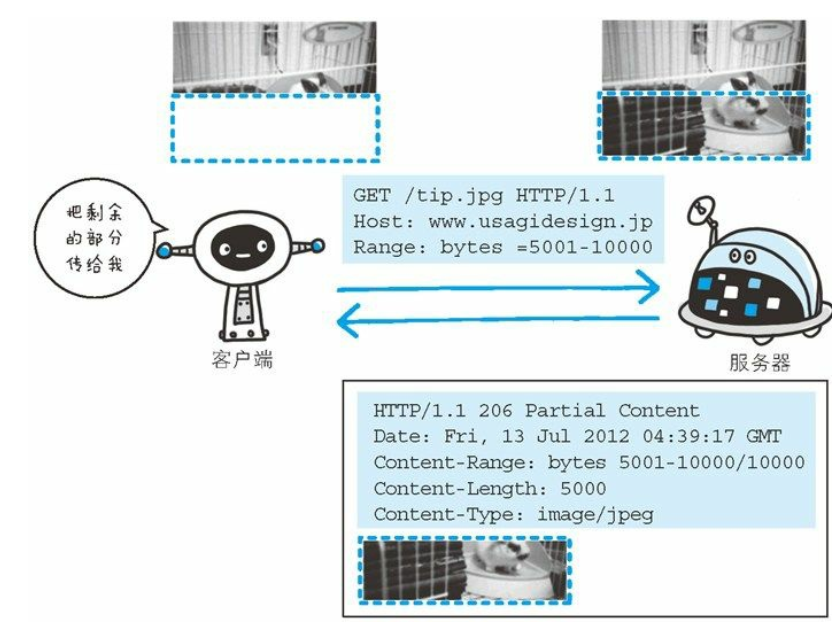 把剩余
的部分
传给我
GET /tip.jpg HTTP/1.1
Host: www.usagidesign.jp
Range: bytes =5001-10000
客户端
服务器
HTTP/1.1 206 Partial Content
Date: Fri, 13 Jul 2012 04:39:17 GMT
Content-Range: bytes 5001-10000/10000
Content-Length: 5000
Content-Type: image/jpeg